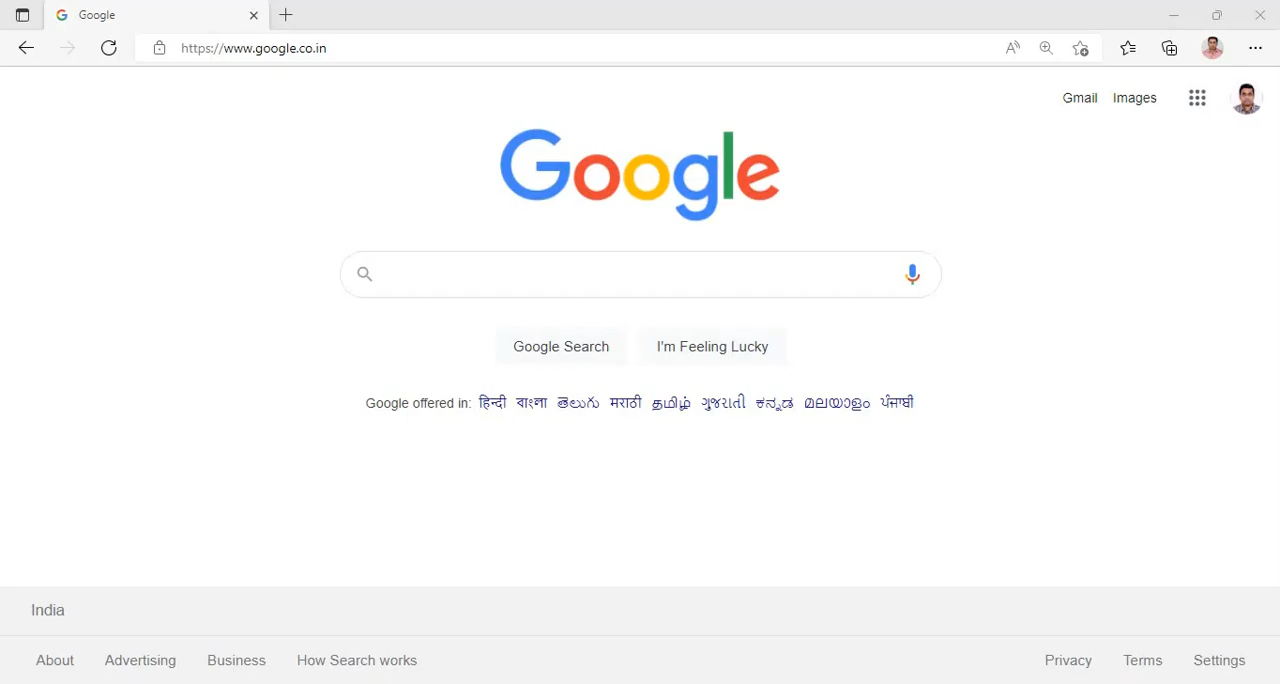 Google
https://www.google.co.in
Gmail Images
Google
Google Search I'm Feeling Lucky
Google offered in: हिन्दी বাংলা తెలుగు मराठी தமிழ் ગુજરાતી ಕನ್ನಡ മലയാളം ਪੰਜਾਬੀ
India
About Advertising Business How Search works Privacy Terms Settings